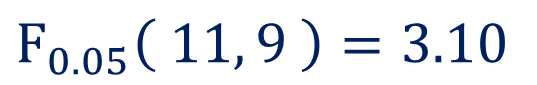 F₀.₀₅( 11, 9 ) = 3.10